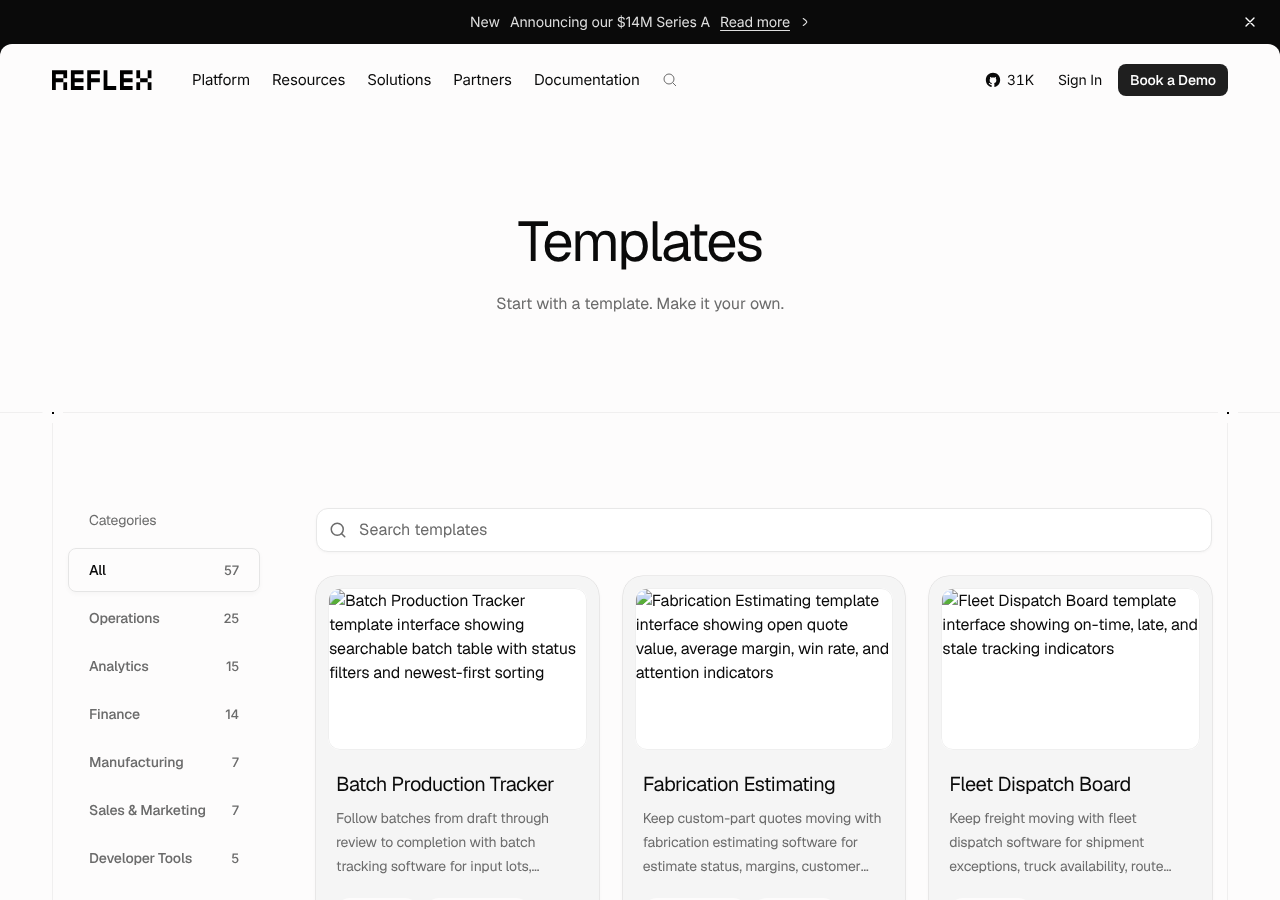 New Announcing our $14M Series A Read more
REFLEX Platform Resources Solutions Partners Documentation 31K Sign In Book a Demo
Templates
Start with a template. Make it your own.
Categories
All 57
Operations 25
Analytics 15
Finance 14
Manufacturing 7
Sales & Marketing 7
Developer Tools 5
Search templates
Batch Production Tracker
template interface showing
searchable batch table with status
filters and newest-first sorting
Batch Production Tracker
Follow batches from draft through
review to completion with batch
tracking software for input lots,…
Fabrication Estimating template
interface showing open quote
value, average margin, win rate, and
attention indicators
Fabrication Estimating
Keep custom-part quotes moving with
fabrication estimating software for
estimate status, margins, customer…
Fleet Dispatch Board template
interface showing on-time, late, and
stale tracking indicators
Fleet Dispatch Board
Keep freight moving with fleet
dispatch software for shipment
exceptions, truck availability, route…